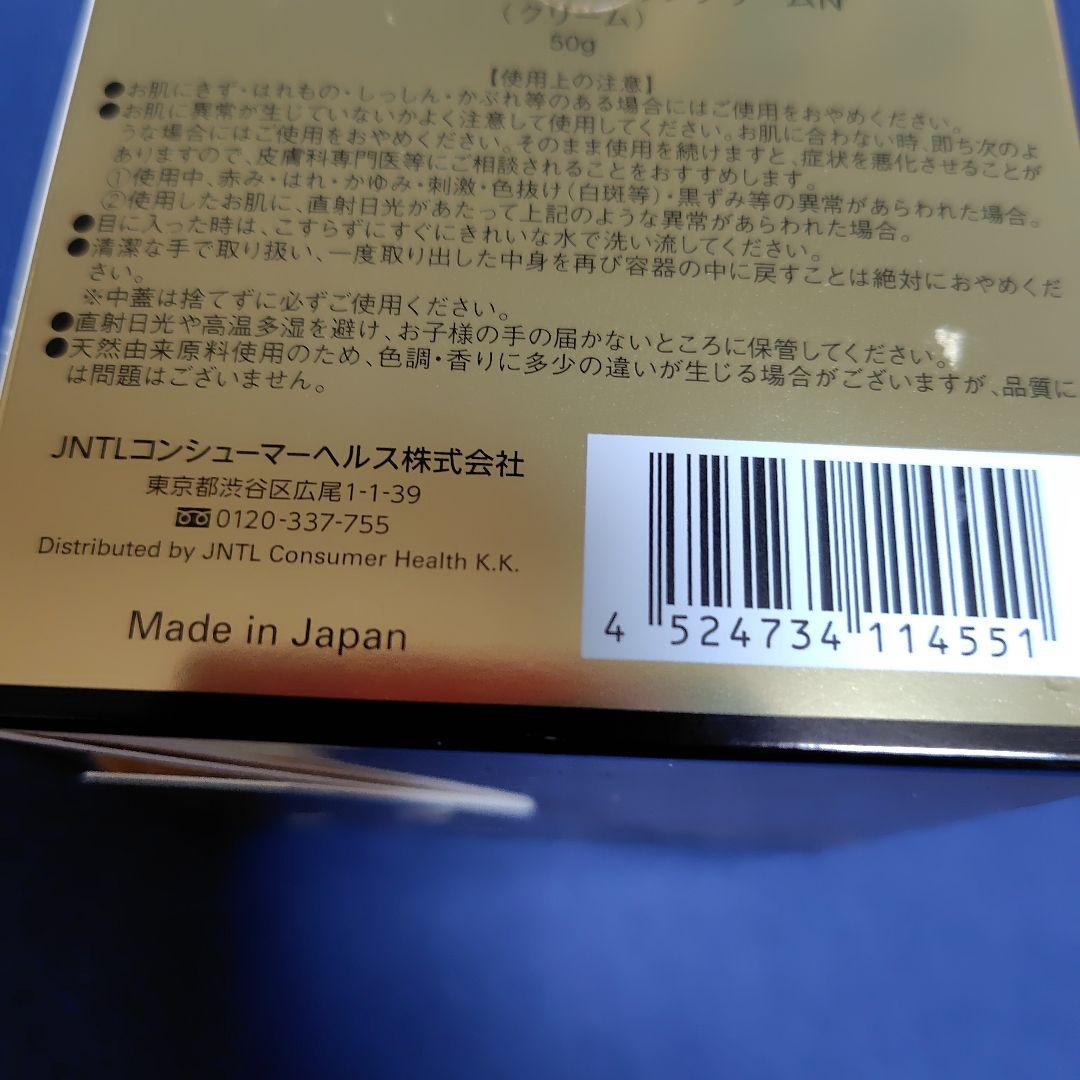 (クリーム)
50g
【使用上の注意】
●お肌にきず・はれもの・しっしん・かぶれ等のある場合にはご使用をおやめください。
●お肌に異常が生じていないかよく注意して使用してください。お肌に合わない時、即ち次のよ
うな場合にはご使用をおやめください。そのまま使用を続けますと、症状を悪化させることが
ありますので、皮膚科専門医等にご相談されることをおすすめします。
①使用中、赤み・はれ・かゆみ・刺激・色抜け(白斑等)・黒ずみ等の異常があらわれた場合。
②使用したお肌に、直射日光があたって上記のような異常があらわれた場合。
●目に入った時は、こすらずにすぐにきれいな水で洗い流してください。
●清潔な手で取り扱い、一度取り出した中身を再び容器の中に戻すことは絶対におやめくだ
さい。
※中蓋は捨てずに必ずご使用ください。
●直射日光や高温多湿を避け、お子様の手の届かないところに保管してください。
●天然由来原料使用のため、色調・香りに多少の違いが生じる場合がございますが、品質に
は問題はございません。
JNTLコンシューマーヘルス株式会社
東京都渋谷区広尾1-1-39
0120-337-755
Distributed by JNTL Consumer Health K.K.
Made in Japan
4 524734 114551